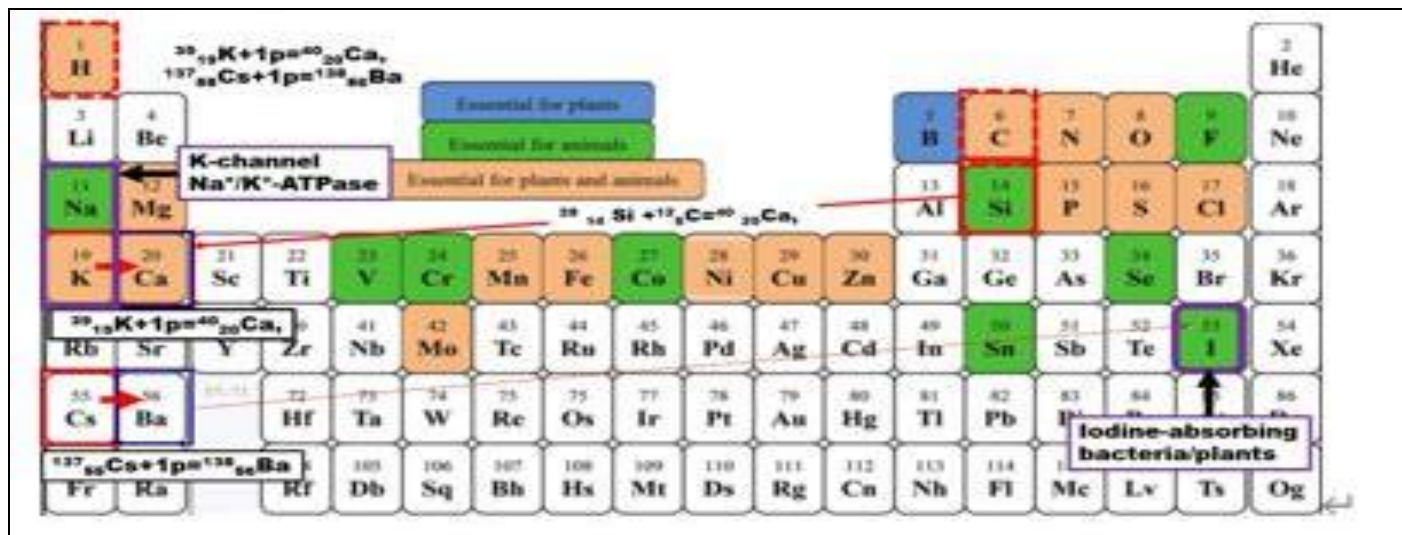 1 2
H He
³⁹₁₉K+1p=⁴⁰₂₀Ca,
¹³⁷₅₅Cs+1p=¹³⁸₅₆Ba
Essential for plants
Essential for animals
Essential for plants and animals
3 4 5 6 7 8 9 10
Li Be B C N O F Ne
K-channel
Na⁺/K⁺-ATPase
11 12 13 14 15 16 17 18
Na Mg Al Si P S Cl Ar
Si +¹²₆C=⁴⁰₂₀Ca,
19 20 21 22 23 24 25 26 27 28 29 30 31 32 33 34 35 36
K Ca Sc Ti V Cr Mn Fe Co Ni Cu Zn Ga Ge As Se Br Kr
³⁹₁₉K+1p=⁴⁰₂₀Ca,
41 42 43 44 45 46 47 48 49 50 51 52 53 54
Rb Sr Y Zr Nb Mo Tc Ru Rh Pd Ag Cd In Sn Sb Te I Xe
55 56 72 73 74 75 75 77 78 79 80 81 82 83 84 86
Cs Ba Hf Ta W Re Os Ir Pt Au Hg Tl Pb
Iodine-absorbing
bacteria/plants
¹³⁷₅₅Cs+1p=¹³⁸₅₆Ba
105 106 107 108 109 110 111 112 113 114
Fr Ra Rf Db Sq Bh Hs Mt Ds Rg Cn Nh Fl Mc Lv Ts Og